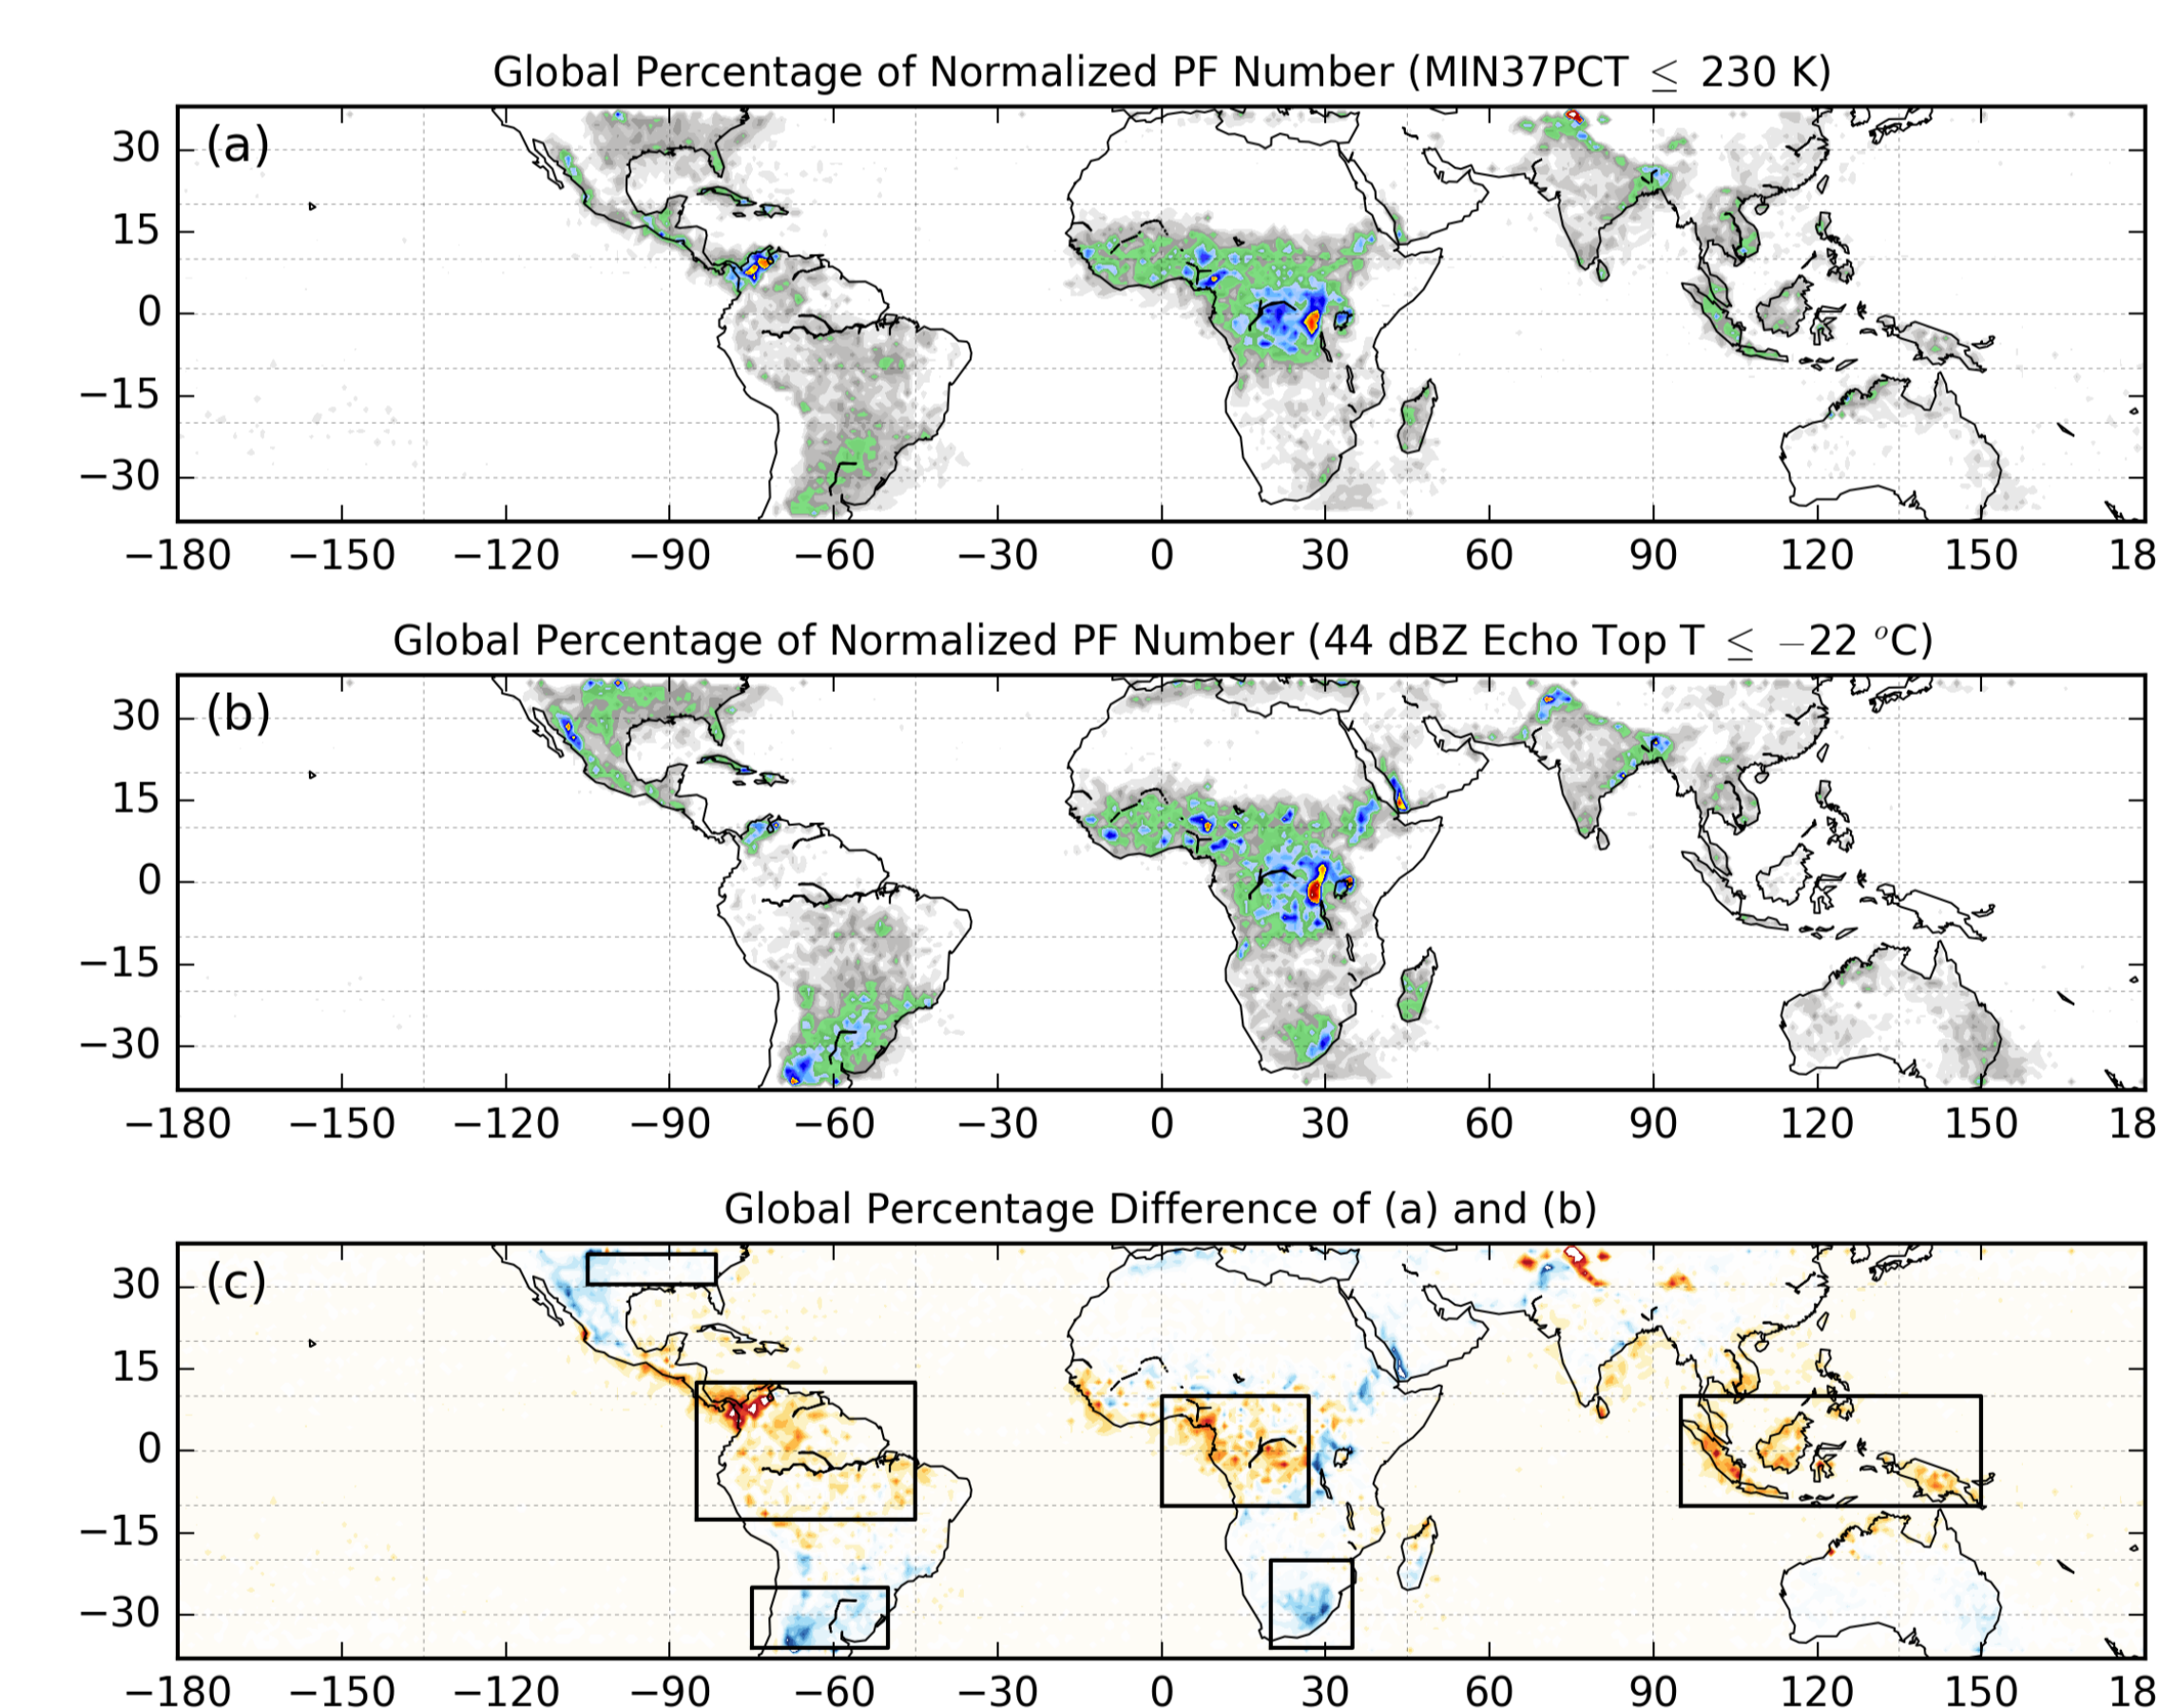 Global Percentage of Normalized PF Number (MIN37PCT ≤ 230 K)
(a)
30
15
0
−15
−30
−180 −150 −120 −90 −60 −30 0 30 60 90 120 150 18
Global Percentage of Normalized PF Number (44 dBZ Echo Top T ≤ −22 °C)
(b)
30
15
0
−15
−30
−180 −150 −120 −90 −60 −30 0 30 60 90 120 150 18
Global Percentage Difference of (a) and (b)
(c)
30
15
0
−15
−30
−180 −150 −120 −90 −60 −30 0 30 60 90 120 150 18